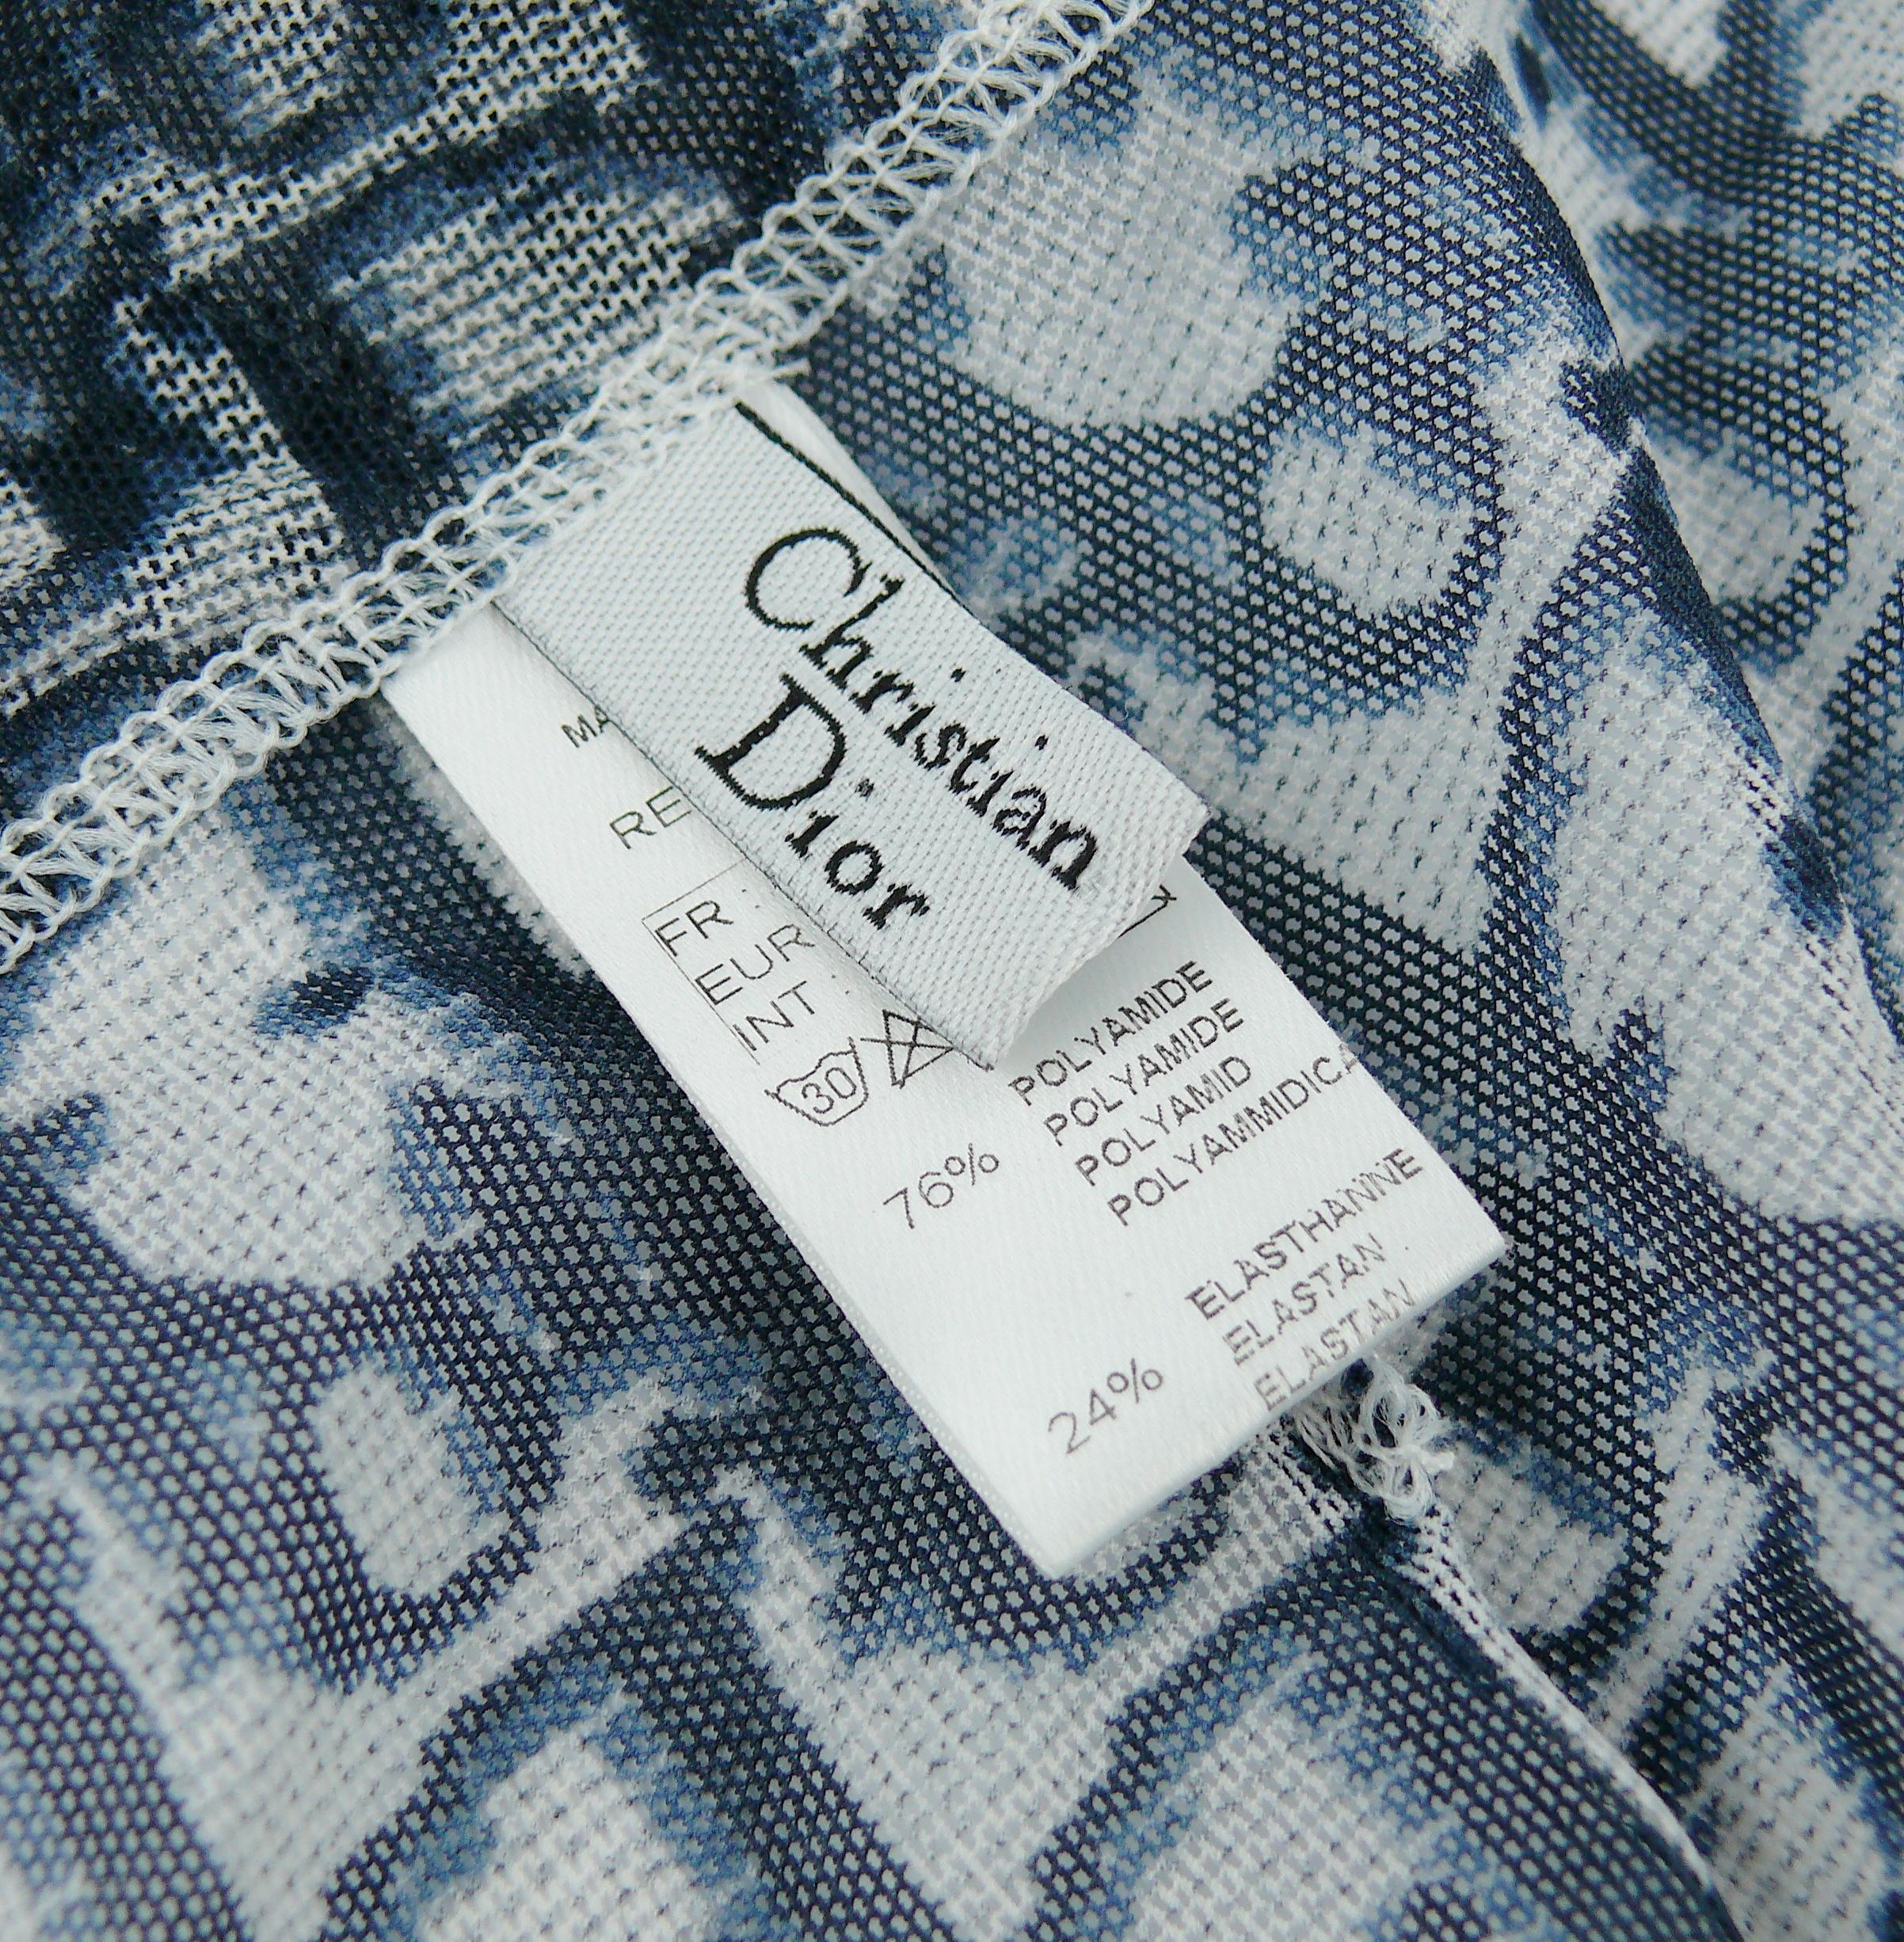 Christian
Dior
FR :
EUR
INT :
30
76%
POLYAMIDE
POLYAMIDE
POLYAMID
POLYAMMIDICA
24%
ELASTHANNE
ELASTAN
ELASTAN